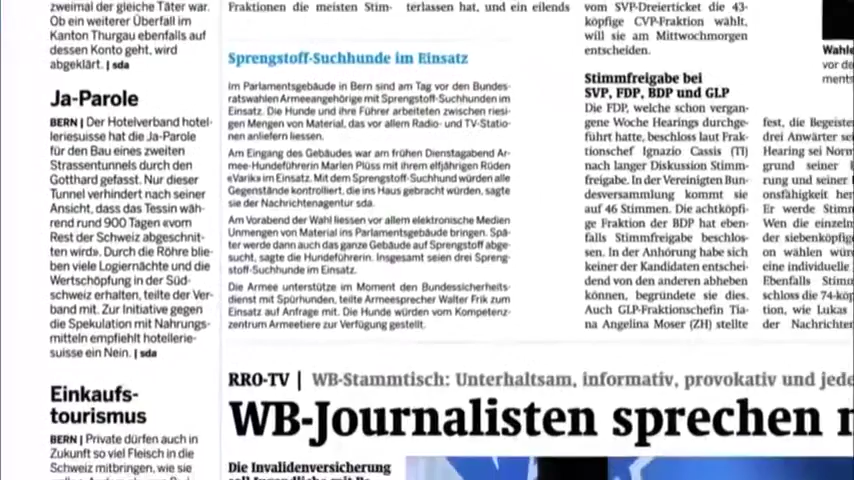 zweimal der gleiche Täter war.
Ob ein weiterer Überfall im
Kanton Thurgau ebenfalls auf
dessen Konto geht, wird
abgeklärt. | sda
Ja-Parole
BERN | Der Hotelverband hotel-
leriesuisse hat die Ja-Parole
für den Bau eines zweiten
Strassentunnels durch den
Gotthard gefasst. Nur dieser
Tunnel verhindert nach seiner
Ansicht, dass das Tessin wäh-
rend rund 900 Tagen «vom
Rest der Schweiz abgeschnit-
ten wird». Durch die Röhre blie-
ben viele Logiernächte und die
Wertschöpfung in der Süd-
schweiz erhalten, teilte der Ver-
band mit. Zur Initiative gegen
die Spekulation mit Nahrungs-
mitteln empfiehlt hotellerie-
suisse ein Nein. | sda
Einkaufs-
tourismus
BERN | Private dürfen auch in
Zukunft so viel Fleisch in die
Schweiz mitbringen, wie sie
Fraktionen die meisten Stim-
terlassen hat, und ein eilends
Sprengstoff-Suchhunde im Einsatz
Im Parlamentsgebäude in Bern sind am Tag vor den Bundes-
ratswahlen Armeeangehörige mit Sprengstoff-Suchhunden im
Einsatz. Die Hunde und ihre Führer arbeiteten zwischen riesi-
gen Mengen von Material, das vor allem Radio- und TV-Statio-
nen anliefern liessen.
Am Eingang des Gebäudes war am frühen Dienstagabend Ar-
mee-Hundeführerin Marlen Plüss mit ihrem elfjährigen Rüden
«Varik» im Einsatz. Mit dem Sprengstoff-Suchhund würden alle
Gegenstände kontrolliert, die ins Haus gebracht würden, sagte
sie der Nachrichtenagentur sda.
Am Vorabend der Wahl liessen vor allem elektronische Medien
Unmengen von Material ins Parlamentsgebäude bringen. Spä-
ter werde dann auch das ganze Gebäude auf Sprengstoff abge-
sucht, sagte die Hundeführerin. Insgesamt seien drei Spreng-
stoff-Suchhunde im Einsatz.
Die Armee unterstütze im Moment den Bundessicherheits-
dienst mit Spürhunden, teilte Armeesprecher Walter Frik zum
Einsatz auf Anfrage mit. Die Hunde würden vom Kompetenz-
zentrum Armeetiere zur Verfügung gestellt.
vom SVP-Dreierticket die 43-
köpfige CVP-Fraktion wählt,
will sie am Mittwochmorgen
entscheiden.
Stimmfreigabe bei
SVP, FDP, BDP und GLP
Die FDP, welche schon vergan-
gene Woche Hearings durchge-
führt hatte, beschloss laut Frak-
tionschef Ignazio Cassis (TI)
nach langer Diskussion Stimm-
freigabe. In der Vereinigten Bun-
desversammlung kommt sie
auf 46 Stimmen. Die achtköpfi-
ge Fraktion der BDP hat eben-
falls Stimmfreigabe beschlos-
sen. In der Anhörung habe sich
keiner der Kandidaten entschei-
dend von den anderen abheben
können, begründete sie dies.
Auch GLP-Fraktionschefin Tia-
na Angelina Moser (ZH) stellte
Wahl
vor de
ments
fest, die Begeiste
drei Anwärter sei
Hearing sei Norm
grund seiner
rung und seiner
onsfähigkeit her
Er werde Stimm
Wen die einzeln
der siebenköpfige
on wählen wür
eine individuelle
Ebenfalls Stimm
schloss die 74-köp
tion, wie Lukas
der Nachrichter
RRO-TV | WB-Stammtisch: Unterhaltsam, informativ, provokativ und jede
WB-Journalisten sprechen
Die Invalidenversicherung